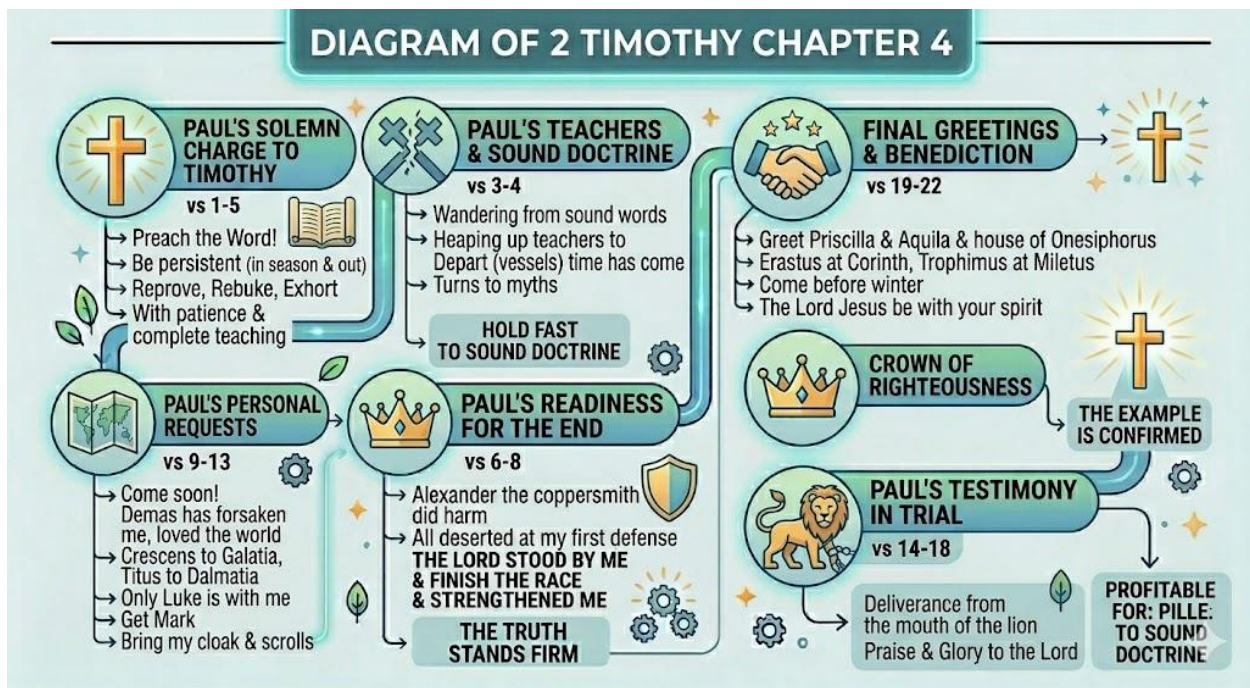 DIAGRAM OF 2 TIMOTHY CHAPTER 4
PAUL'S SOLEMN
CHARGE TO
TIMOTHY
vs 1-5
Preach the Word!
Be persistent (in season & out)
Reprove, Rebuke, Exhort
With patience &
complete teaching
PAUL'S TEACHERS
& SOUND DOCTRINE
vs 3-4
Wandering from sound words
Heaping up teachers to
Depart (vessels) time has come
Turns to myths
HOLD FAST
TO SOUND DOCTRINE
FINAL GREETINGS
& BENEDICTION
vs 19-22
Greet Priscilla & Aquila & house of Onesiphorus
Erastus at Corinth, Trophimus at Miletus
Come before winter
The Lord Jesus be with your spirit
PAUL'S PERSONAL
REQUESTS
vs 9-13
Come soon!
Demas has forsaken
me, loved the world
Crescens to Galatia,
Titus to Dalmatia
Only Luke is with me
Get Mark
Bring my cloak & scrolls
PAUL'S READINESS
FOR THE END
vs 6-8
Alexander the coppersmith
did harm
All deserted at my first defense
THE LORD STOOD BY ME
& FINISH THE RACE
& STRENGTHENED ME
THE TRUTH
STANDS FIRM
CROWN OF
RIGHTEOUSNESS
THE EXAMPLE
IS CONFIRMED
PAUL'S TESTIMONY
IN TRIAL
vs 14-18
Deliverance from
the mouth of the lion
Praise & Glory to the Lord
PROFITABLE
FOR: PILLE:
TO SOUND
DOCTRINE